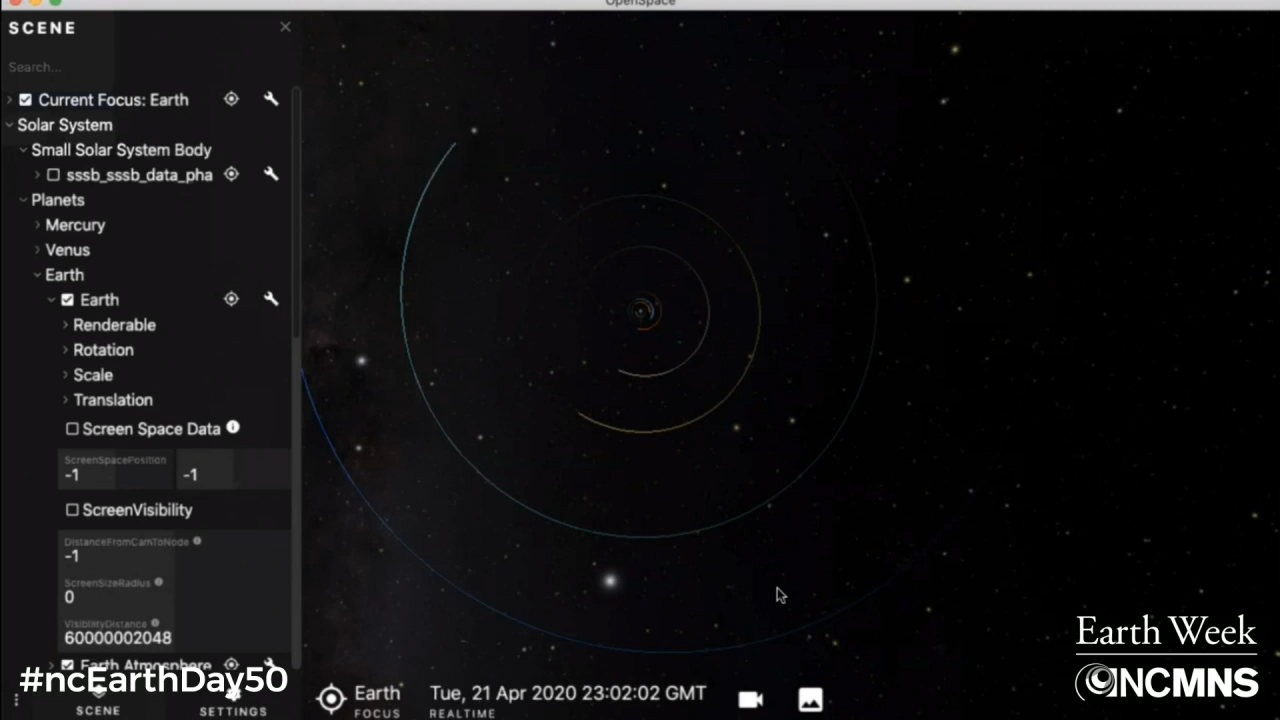 OpenSpace
SCENE
Search...
Current Focus: Earth
Solar System
Small Solar System Body
sssb_sssb_data_pha
Planets
Mercury
Venus
Earth
Earth
Renderable
Rotation
Scale
Translation
Screen Space Data
ScreenSpacePosition
-1 -1
ScreenVisibility
DistanceFromCamToNode
-1
ScreenSizeRadius
0
VisibilityDistance
60000002048
Earth Atmosphere
#ncEarthDay50
SCENE SETTINGS
Earth
FOCUS
Tue, 21 Apr 2020 23:02:02 GMT
REALTIME
Earth Week
NCMNS